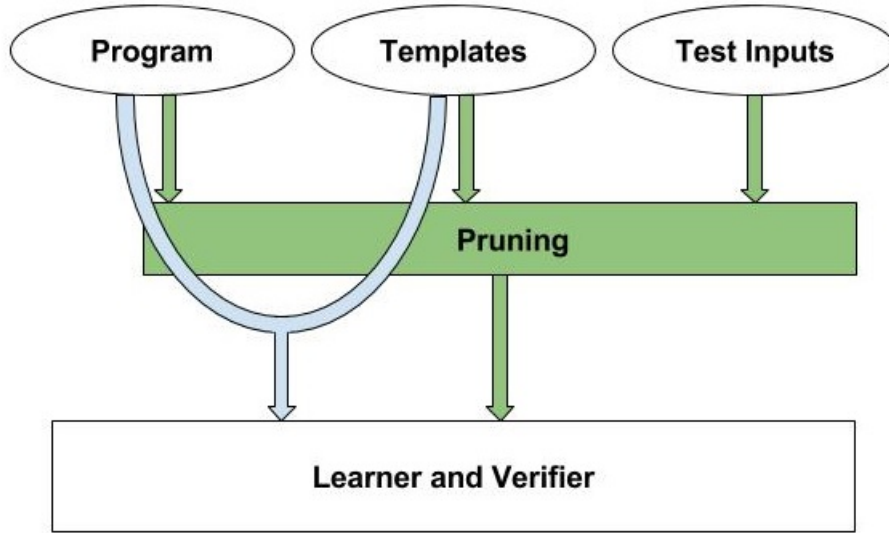 Program
Templates
Test Inputs
Pruning
Learner and Verifier